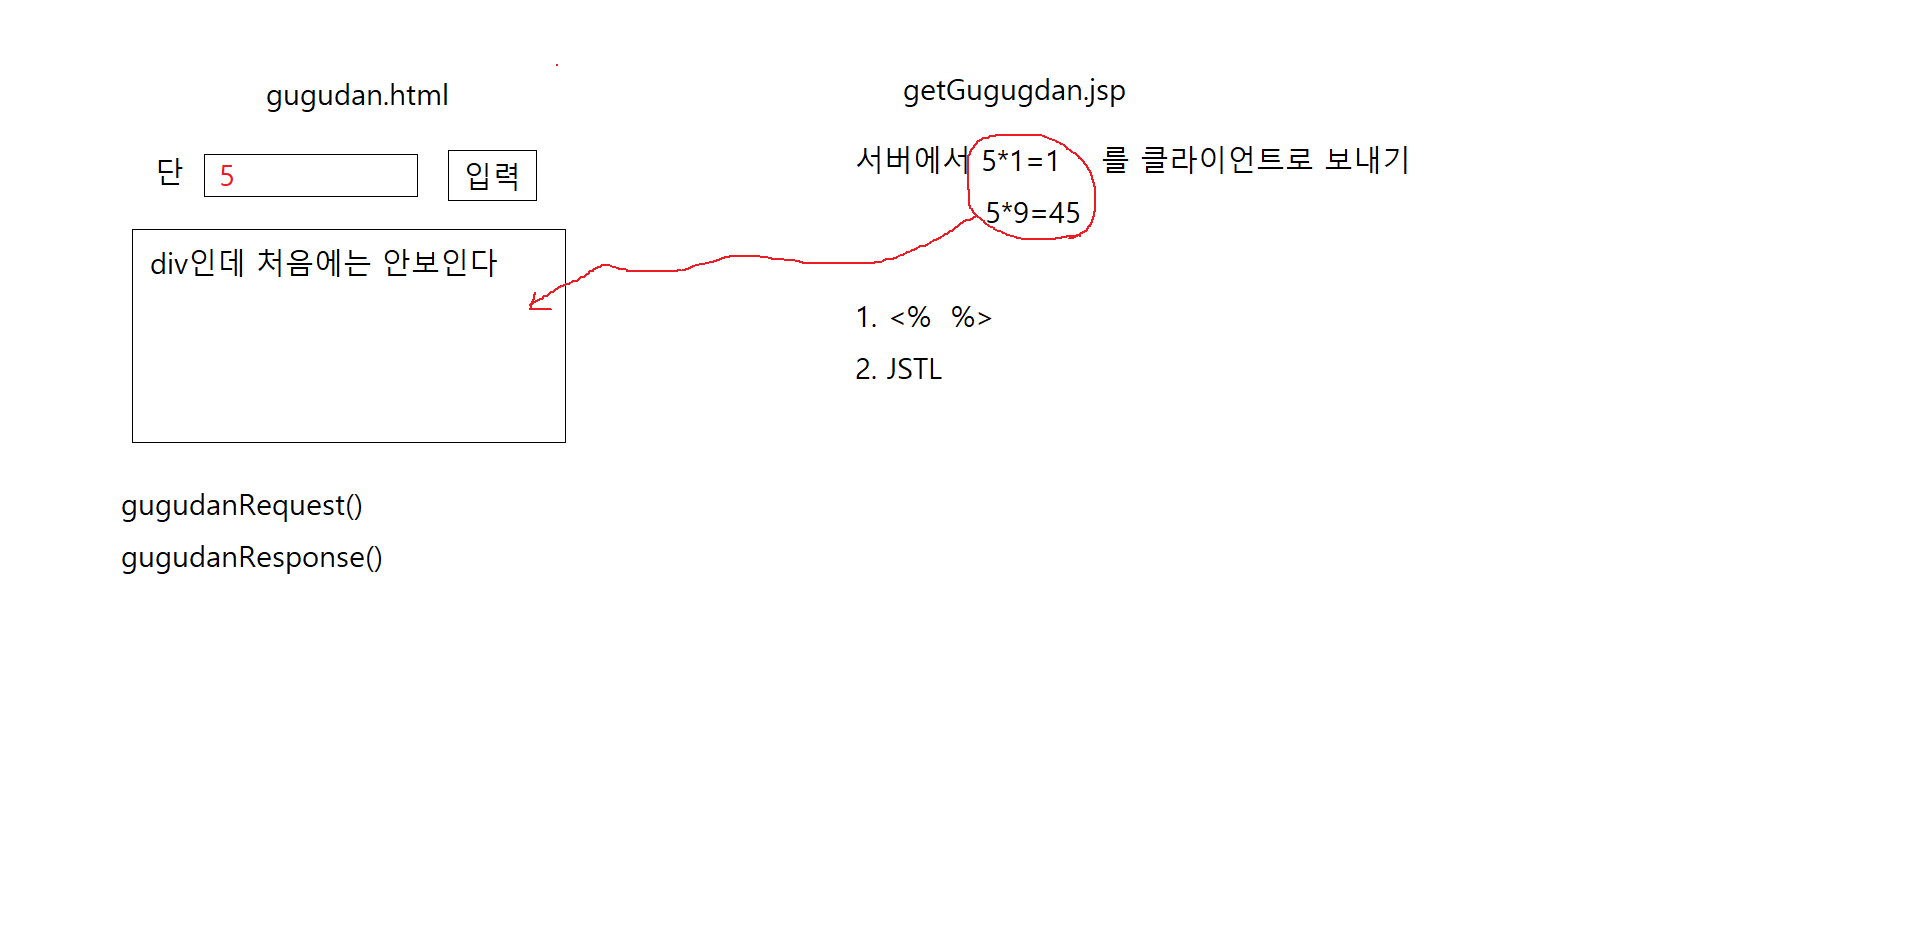 gugudan.html
단 5 입력
div인데 처음에는 안보인다
gugudanRequest()
gugudanResponse()
getGugugdan.jsp
서버에서 5*1=1 를 클라이언트로 보내기
5*9=45
1. <% %>
2. JSTL